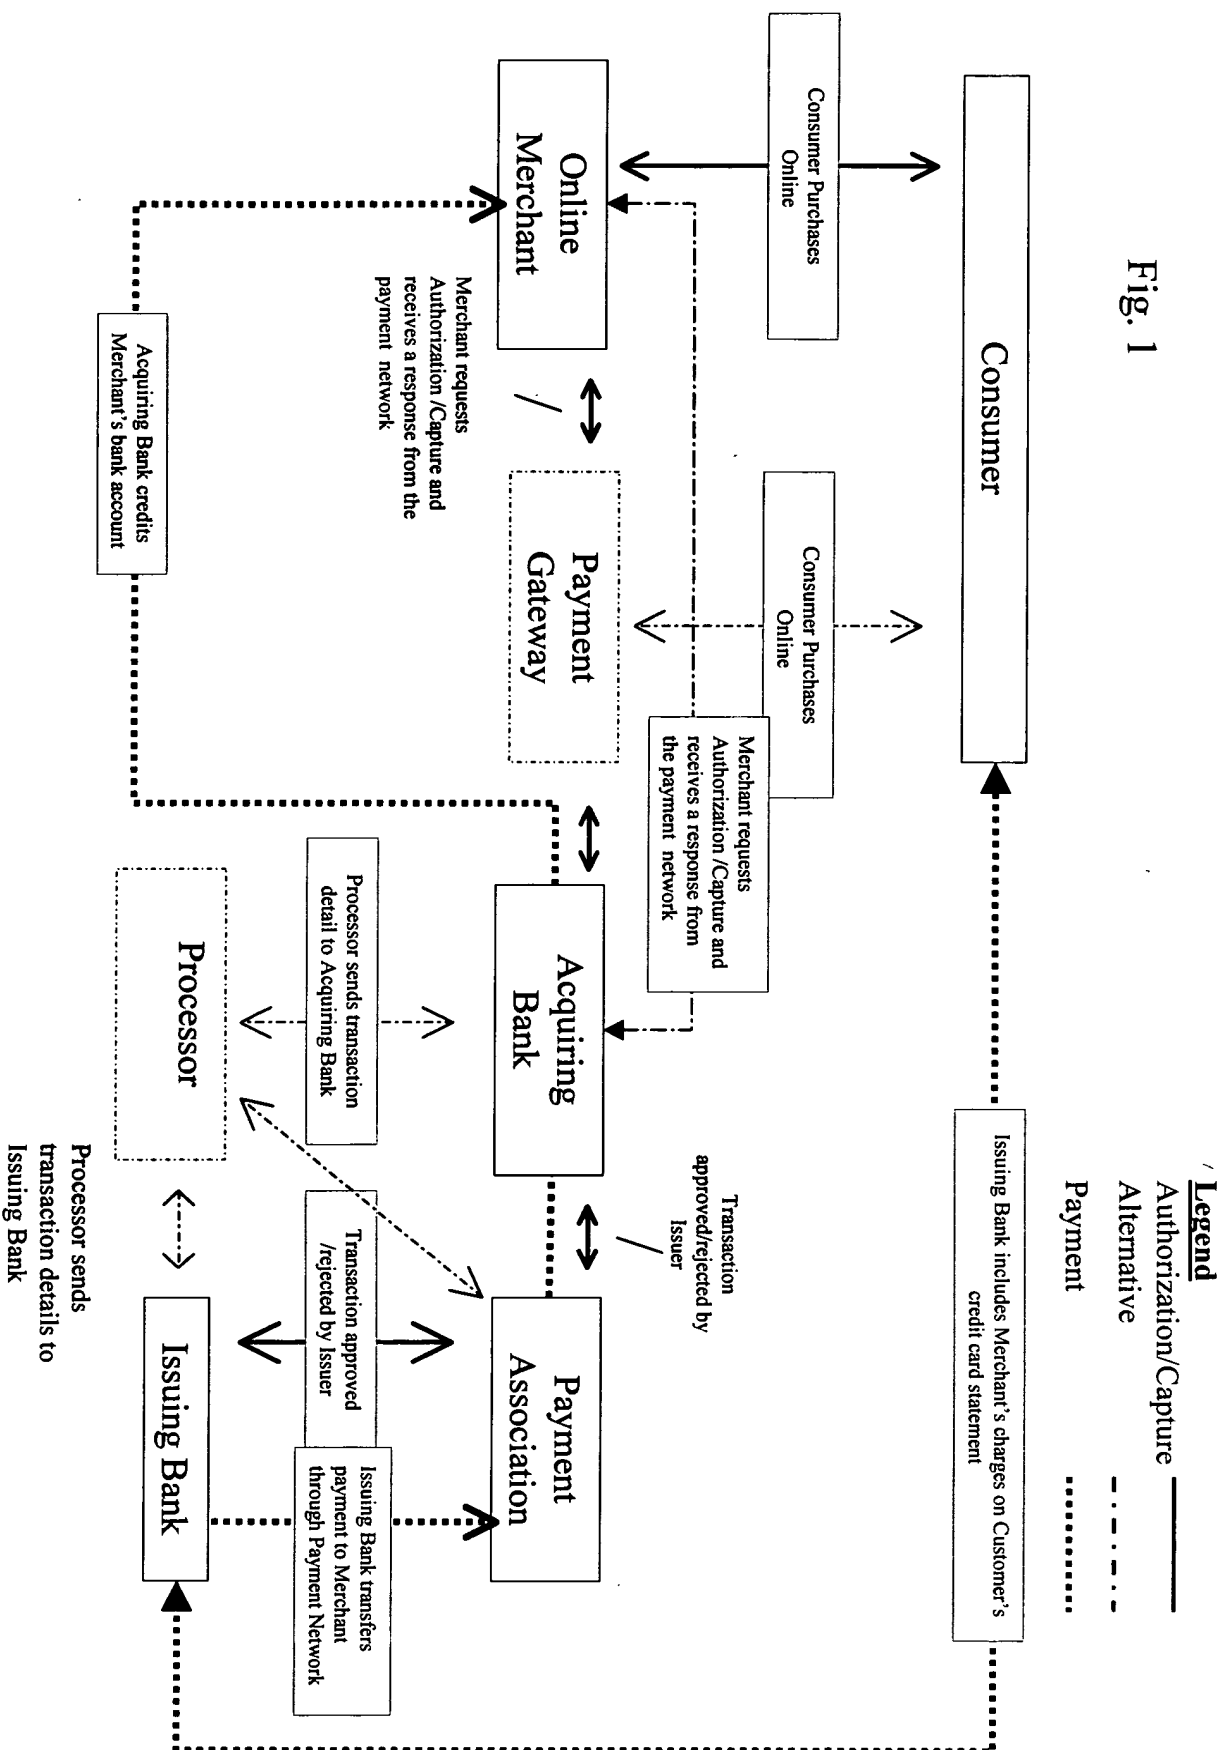 Fig. 1
Legend
Authorization/Capture
Alternative
Payment
Consumer
Issuing Bank includes Merchant's charges on Customer's
credit card statement
Consumer Purchases
Online
Consumer Purchases
Online
Merchant requests
Authorization /Capture and
receives a response from
the payment network
Transaction
approved/rejected by
Issuer
Online
Merchant
Payment
Gateway
Acquiring
Bank
Payment
Association
Merchant requests
Authorization /Capture and
receives a response from the
payment network
Processor sends transaction
detail to Acquiring Bank
Transaction approved
/rejected by Issuer
Issuing Bank transfers
payment to Merchant
through Payment Network
Acquiring Bank credits
Merchant's bank account
Processor
Issuing Bank
Processor sends
transaction details to
Issuing Bank